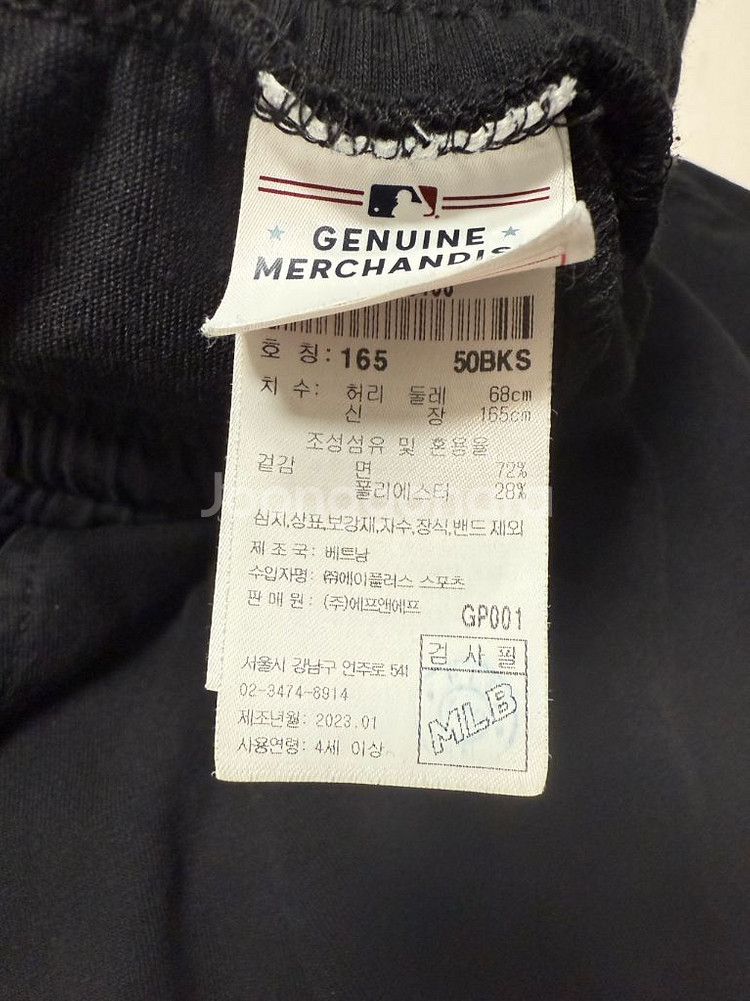 GENUINE
MERCHANDIS
호 칭: 165 50BKS
치 수: 허리 둘레 68cm
신 장 165cm
조성섬유 및 혼용율
겉감 면 72%
폴리에스터 28%
심지,상표,보강재,자수,장식,밴드 제외
제 조 국: 베트남
수입자명: ㈜에이플러스 스포츠
판 매 원: (주)에프앤에프
GP001
서울시 강남구 언주로 541
02-3474-8914
제조년월: 2023.01
사용연령: 4세 이상
검 사 필
MLB